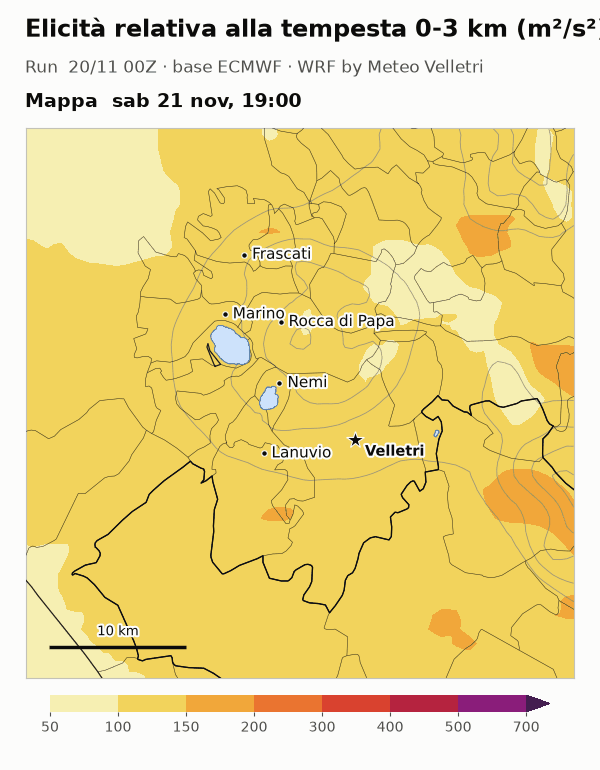 Elicità relativa alla tempesta 0-3 km (m²/s²)
Run 20/11 00Z · base ECMWF · WRF by Meteo Velletri
Mappa sab 21 nov, 19:00
Frascati
Marino
Rocca di Papa
Nemi
Lanuvio
Velletri
10 km
50 100 150 200 300 400 500 700